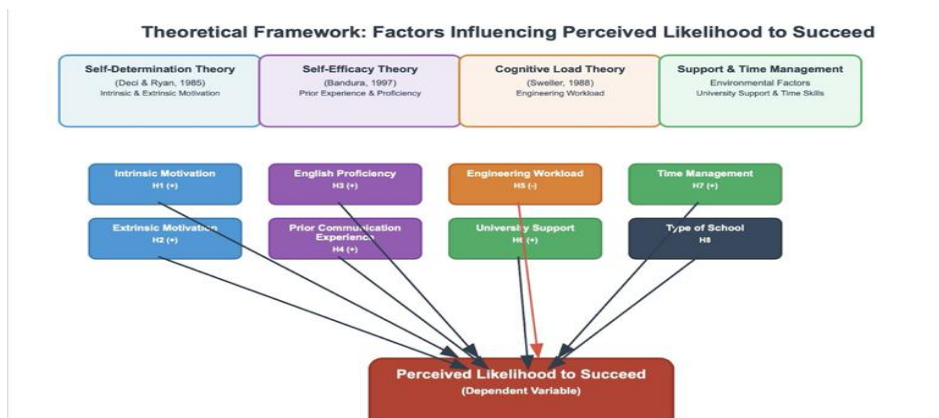 Theoretical Framework: Factors Influencing Perceived Likelihood to Succeed
Self-Determination Theory
(Deci & Ryan, 1985)
Intrinsic & Extrinsic Motivation
Self-Efficacy Theory
(Bandura, 1997)
Prior Experience & Proficiency
Cognitive Load Theory
(Sweller, 1988)
Engineering Workload
Support & Time Management
Environmental Factors
University Support & Time Skills
Intrinsic Motivation
H1 (+)
English Proficiency
H3 (+)
Engineering Workload
H5 (-)
Time Management
H7 (+)
Extrinsic Motivation
H2 (+)
Prior Communication
Experience
H4 (+)
University Support
H6 (+)
Type of School
H8
Perceived Likelihood to Succeed
(Dependent Variable)